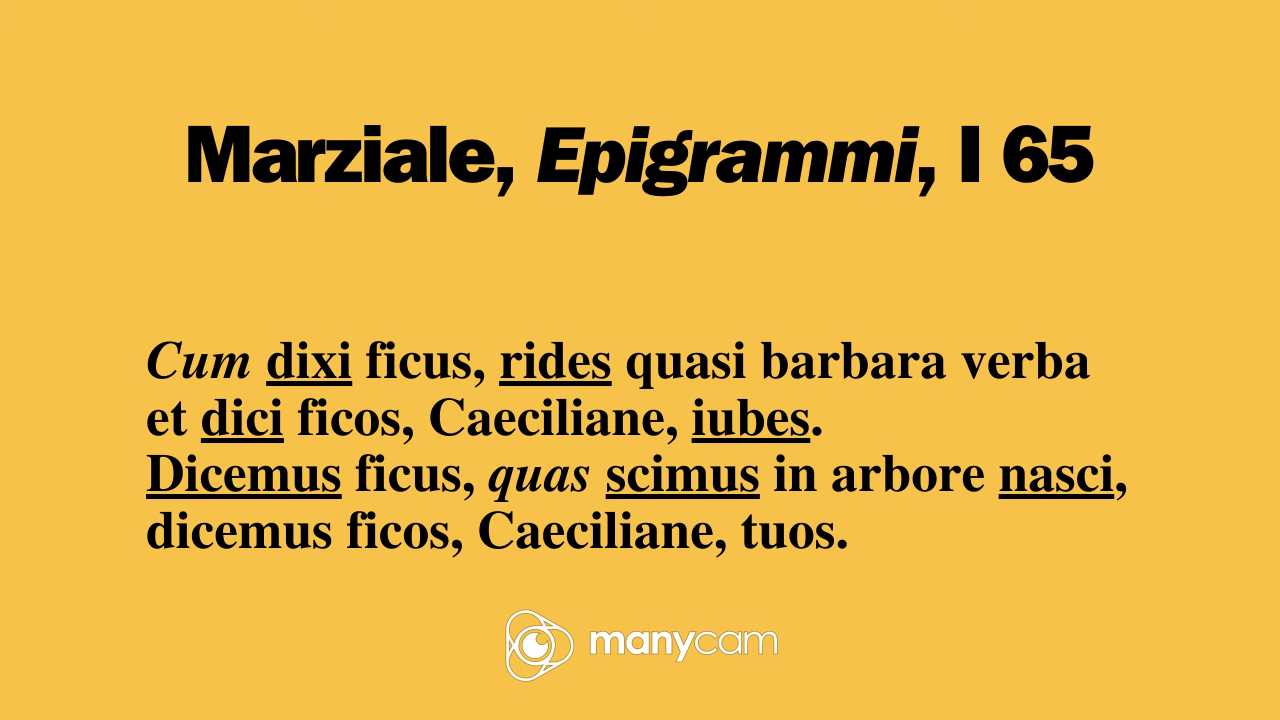 Marziale, Epigrammi, I 65
Cum dixi ficus, rides quasi barbara verba
et dici ficos, Caeciliane, iubes.
Dicemus ficus, quas scimus in arbore nasci,
dicemus ficos, Caeciliane, tuos.
manycam